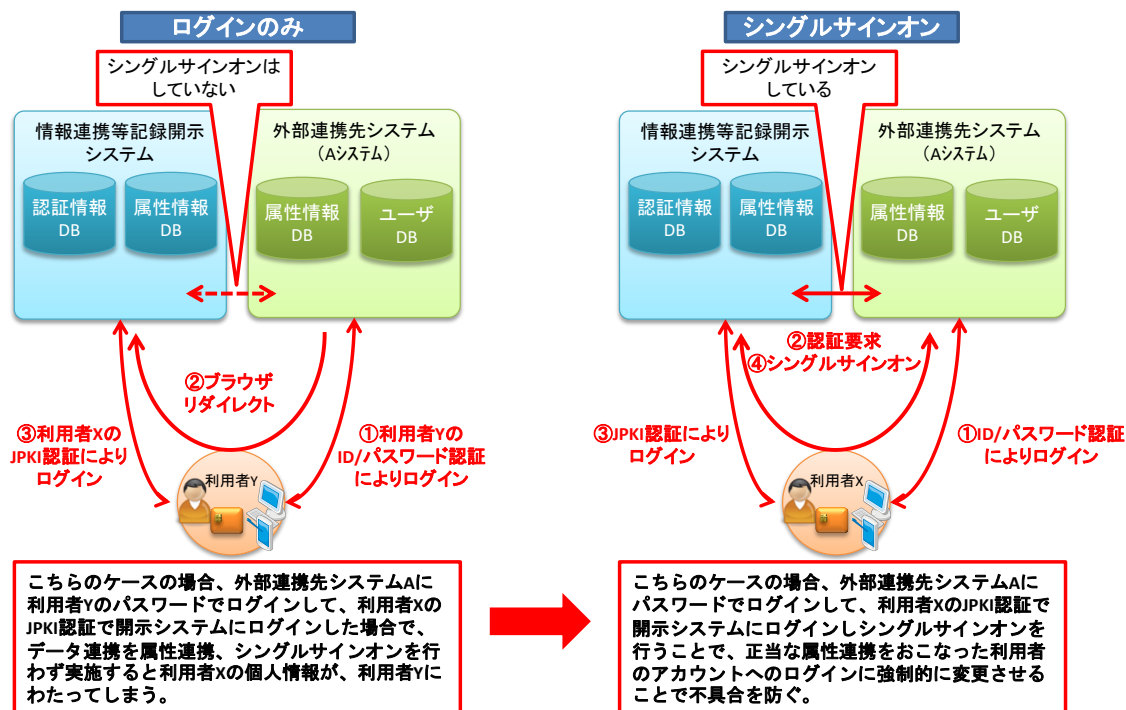 ログインのみ
シングルサインオンは
していない
情報連携等記録開示
システム
外部連携先システム
（Aシステム）
認証情報
DB
属性情報
DB
属性情報
DB
ユーザ
DB
②ブラウザ
リダイレクト
③利用者Xの
JPKI認証により
ログイン
①利用者Yの
ID/パスワード認証
によりログイン
利用者Y
こちらのケースの場合、外部連携先システムAに
利用者Yのパスワードでログインして、利用者Xの
JPKI認証で開示システムにログインした場合で、
データ連携を属性連携、シングルサインオンを行
わず実施すると利用者Xの個人情報が、利用者Yに
わたってしまう。
シングルサインオン
シングルサインオン
している
情報連携等記録開示
システム
外部連携先システム
（Aシステム）
認証情報
DB
属性情報
DB
属性情報
DB
ユーザ
DB
②認証要求
④シングルサインオン
③JPKI認証により
ログイン
①ID/パスワード認証
によりログイン
利用者X
こちらのケースの場合、外部連携先システムAに
パスワードでログインして、利用者XのJPKI認証で
開示システムにログインしシングルサインオンを
行うことで、正当な属性連携をおこなった利用者
のアカウントへのログインに強制的に変更させる
ことで不具合を防ぐ。